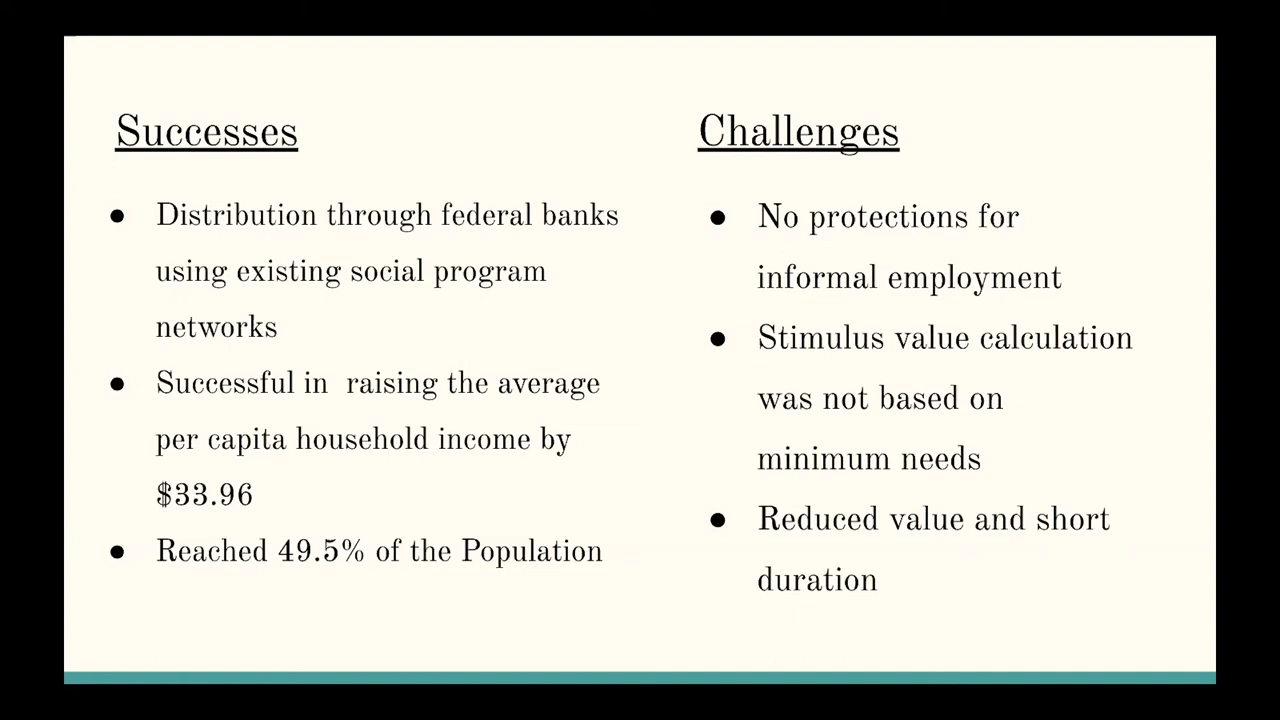 Successes
● Distribution through federal banks
using existing social program
networks
● Successful in  raising the average
per capita household income by
$33.96
● Reached 49.5% of the Population
Challenges
● No protections for
informal employment
● Stimulus value calculation
was not based on
minimum needs
● Reduced value and short
duration